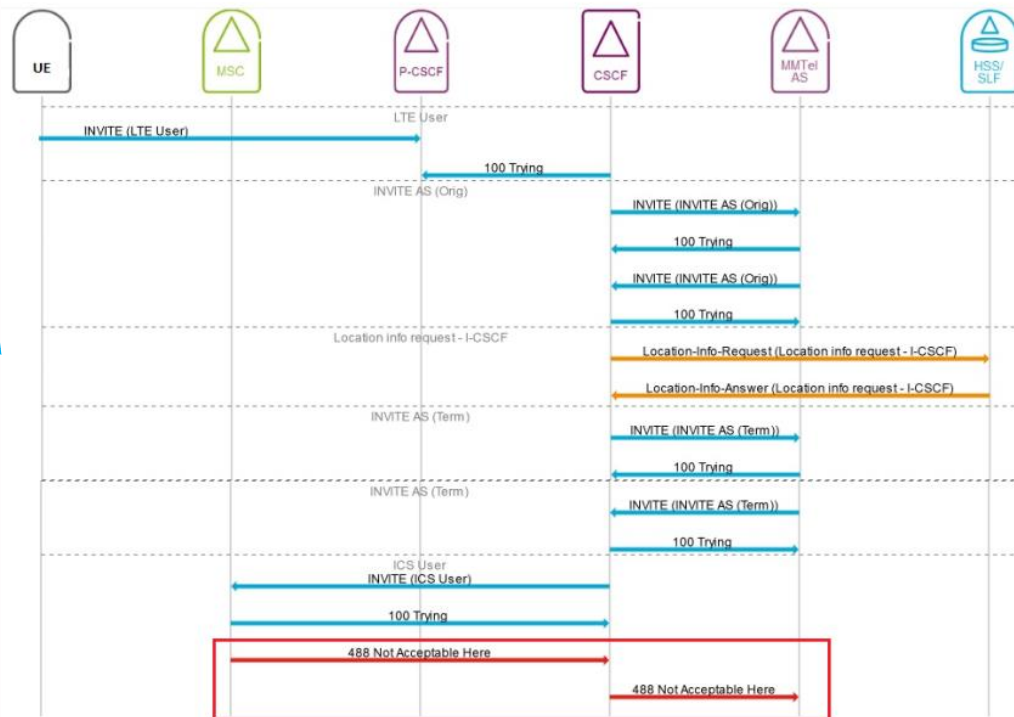 UE
MSC
P-CSCF
CSCF
MMTel
AS
HSS/
SLF
LTE User
INVITE (LTE User)
100 Trying
INVITE AS (Orig)
INVITE (INVITE AS (Orig))
100 Trying
INVITE (INVITE AS (Orig))
100 Trying
Location info request - I-CSCF
Location-Info-Request (Location info request - I-CSCF)
Location-Info-Answer (Location info request - I-CSCF)
INVITE AS (Term)
INVITE (INVITE AS (Term))
100 Trying
INVITE AS (Term)
INVITE (INVITE AS (Term))
100 Trying
ICS User
INVITE (ICS User)
100 Trying
488 Not Acceptable Here
488 Not Acceptable Here